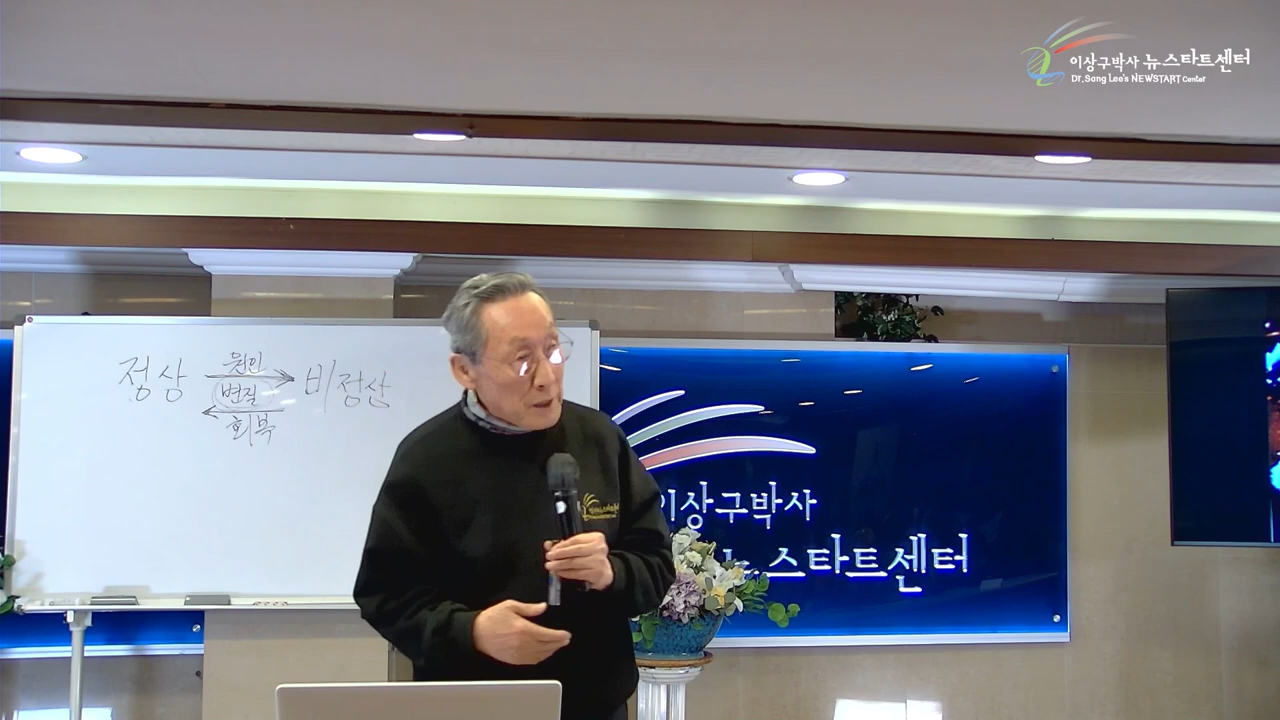 이상구박사 뉴스타트센터
Dr. Sang Lee's NEWSTART Center
정상 원인 비정상
변질
회복
이상구박사
뉴스타트센터